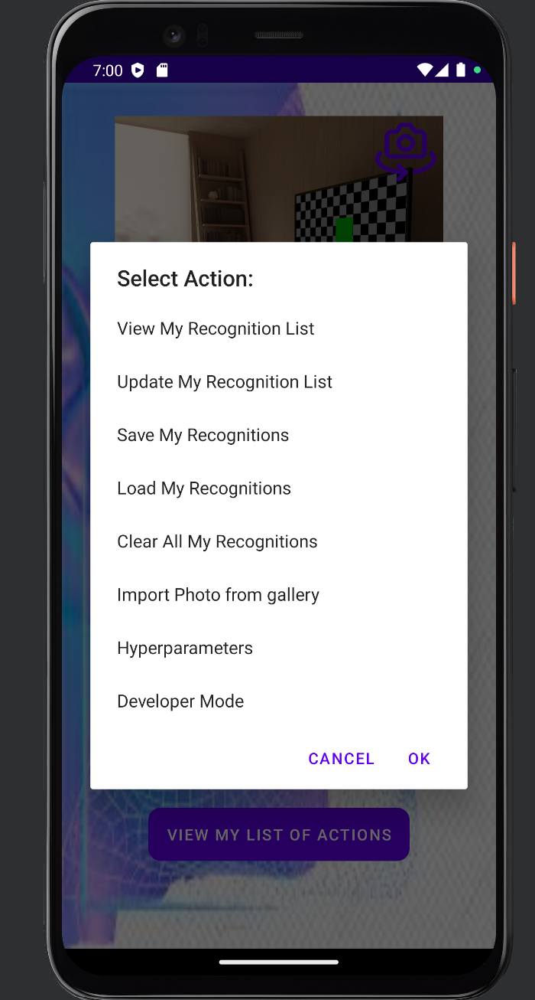 7:00
Select Action:
View My Recognition List
Update My Recognition List
Save My Recognitions
Load My Recognitions
Clear All My Recognitions
Import Photo from gallery
Hyperparameters
Developer Mode
CANCEL OK
VIEW MY LIST OF ACTIONS